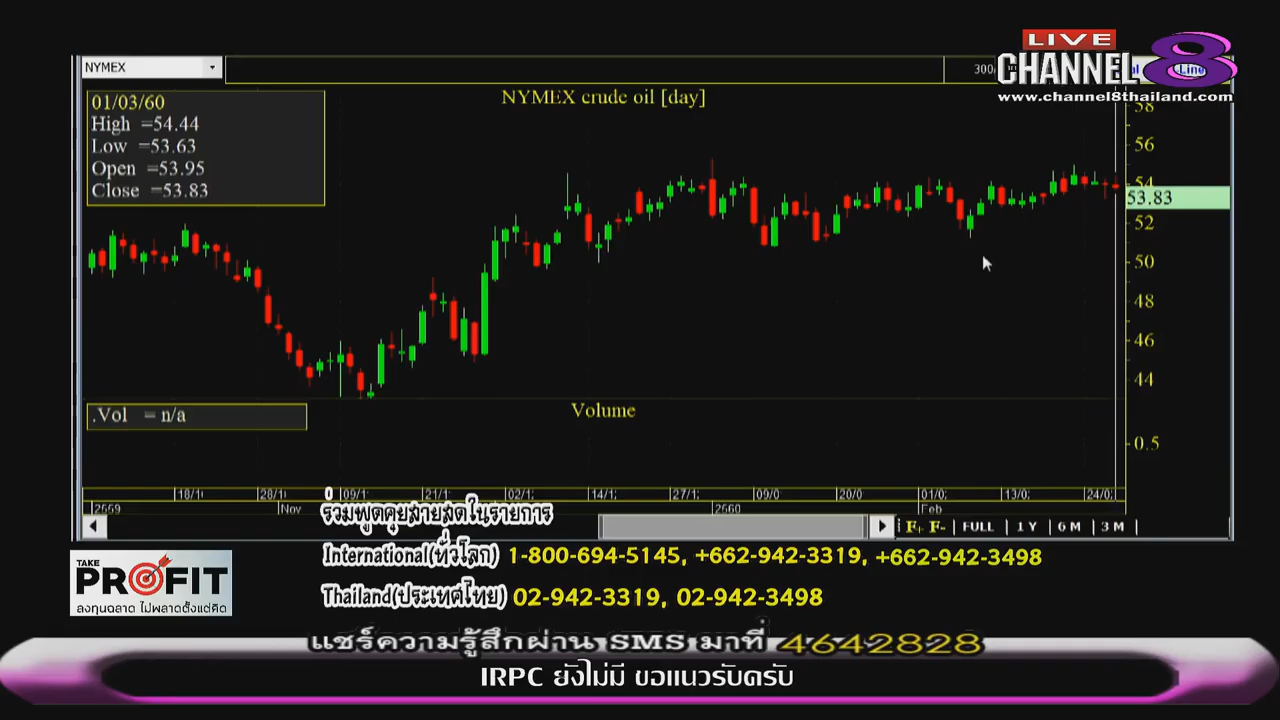 LIVE
CHANNEL 8
www.channel8thailand.com
NYMEX
300/
Line
01/03/60
High =54.44
Low =53.63
Open =53.95
Close =53.83
NYMEX crude oil [day]
58
56
54
53.83
52
50
48
46
44
.Vol = n/a
Volume
0.5
18/1 28/1 09/1 21/1 02/1 14/1 27/1 09/0 20/0 01/0 13/0 24/0
2559 Nov 2560 Feb
F+ F- FULL 1 Y 6 M 3 M
ร่วมพูดคุยสายสดในรายการ
International(ทั่วโลก) 1-800-694-5145, +662-942-3319, +662-942-3498
Thailand(ประเทศไทย) 02-942-3319, 02-942-3498
TAKE
PROFIT
ลงทุนฉลาด ไม่พลาดตั้งแต่คิด
แชร์ความรู้สึกผ่าน SMS มาที่ 4642828
IRPC ยังไม่มี ขอแนวรับครับ